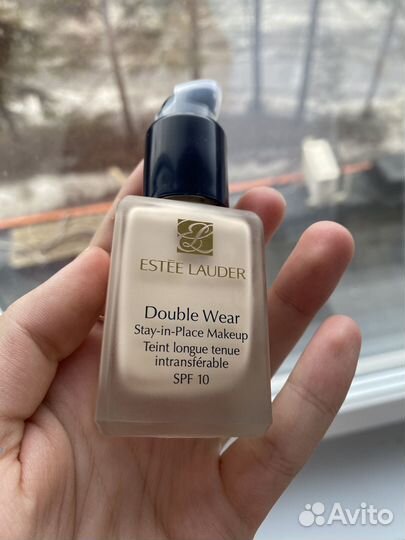 ESTĒE LAUDER
Double Wear
Stay-in-Place Makeup
Teint longue tenue
intransférable
SPF 10
Avito